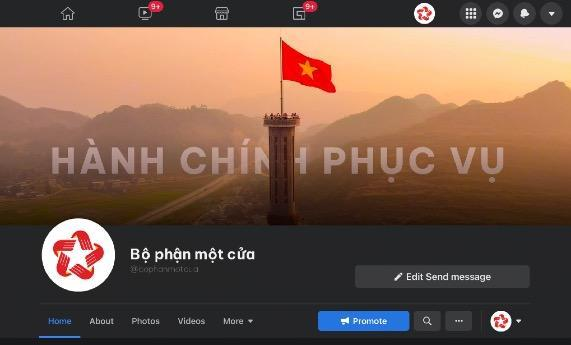 9+
9+
HÀNH CHÍNH PHỤC VỤ
Bộ phận một cửa
@bophanmotcua
Edit Send message
Home About Photos Videos More
Promote